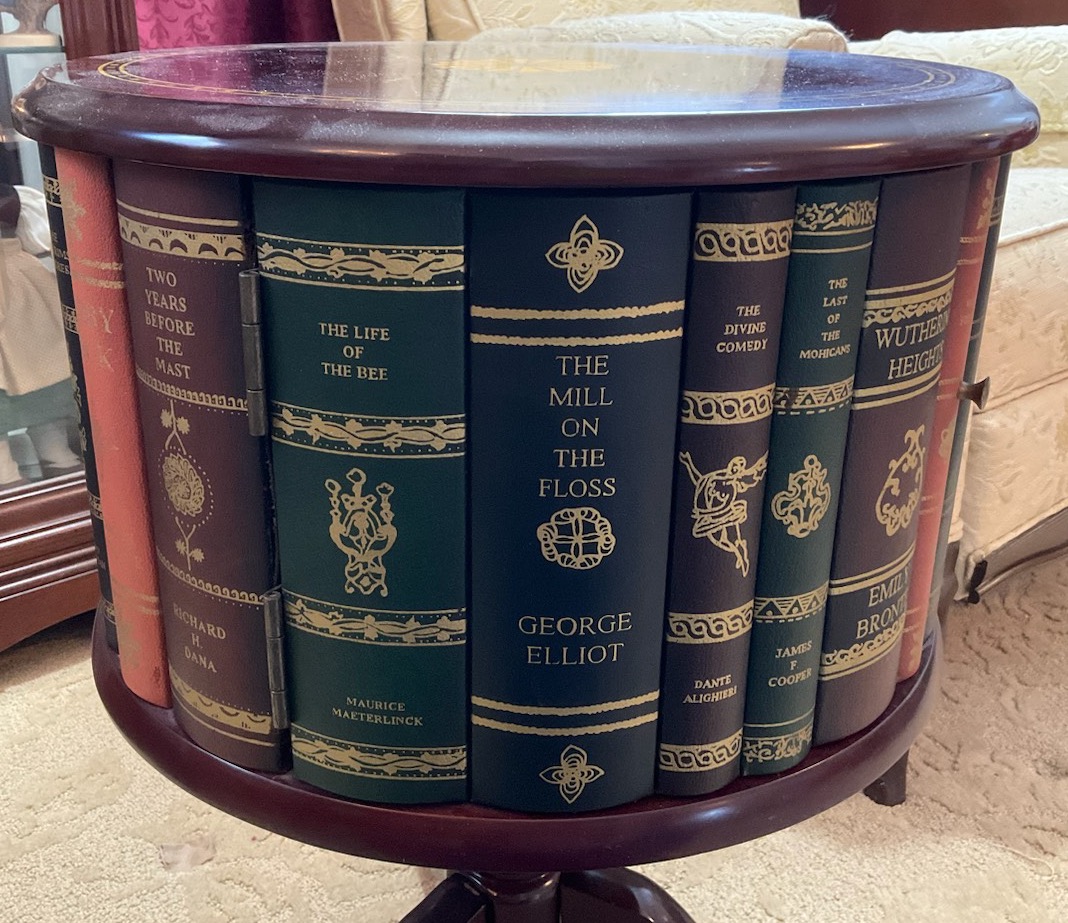 TWO
YEARS
BEFORE
THE
MAST
RICHARD
H.
DANA
THE LIFE
OF
THE BEE
MAURICE
MAETERLINCK
THE
MILL
ON
THE
FLOSS
GEORGE
ELLIOT
THE
DIVINE
COMEDY
DANTE
ALIGHIERI
THE
LAST
OF
THE
MOHICANS
JAMES
F
COOPER
WUTHERING
HEIGHTS
EMILY
BRONTE